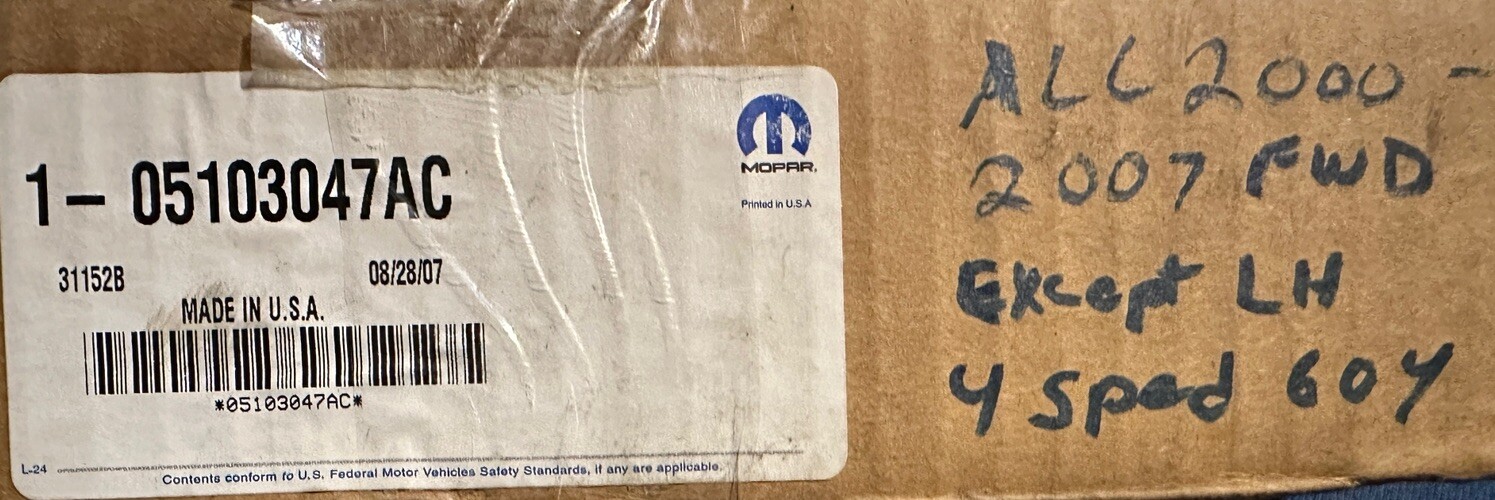 1- 05103047AC
31152B 08/28/07
MADE IN U.S.A.
*05103047AC*
MOPAR.
Printed in U.S.A
L-24
Contents conform to U.S. Federal Motor Vehicles Safety Standards, if any are applicable.
ALL 2000 -
2007 FWD
Except LH
4 Sped 604